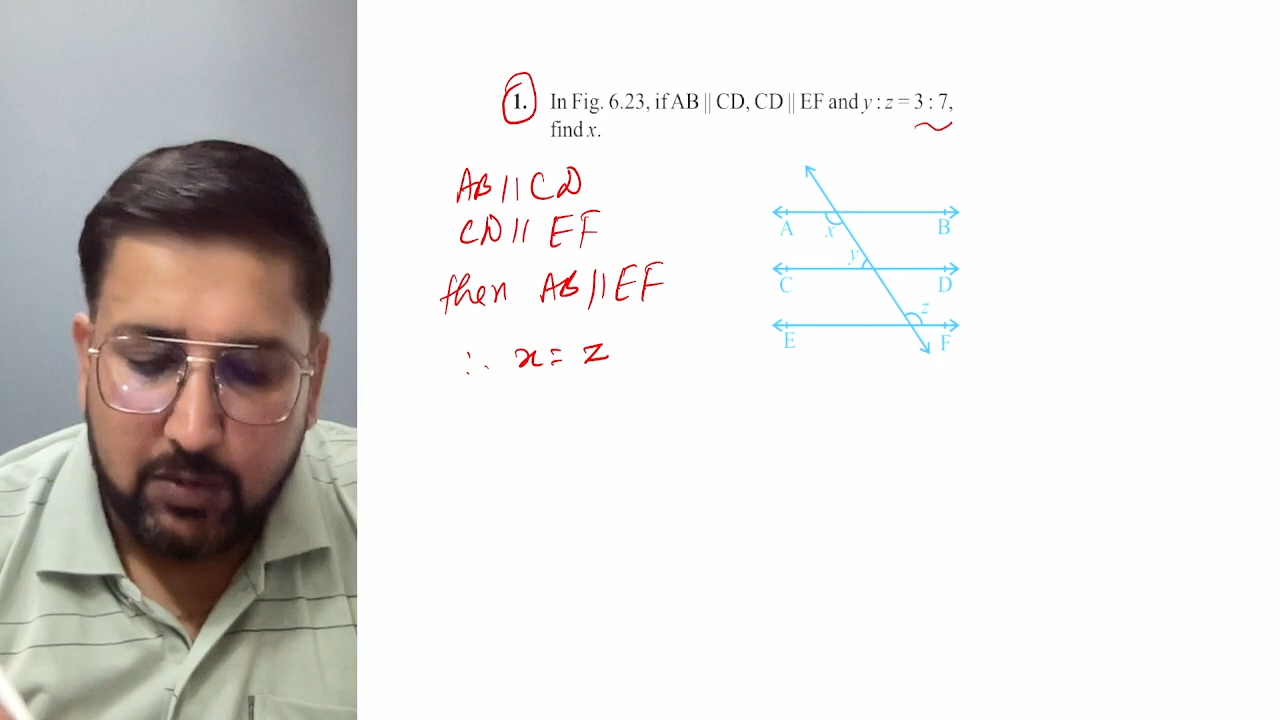 1. In Fig. 6.23, if AB || CD, CD || EF and y : z = 3 : 7,
find x.
AB || CD
CD || EF
then AB || EF
∴ x = z
A
B
x
y
C
D
z
E
F